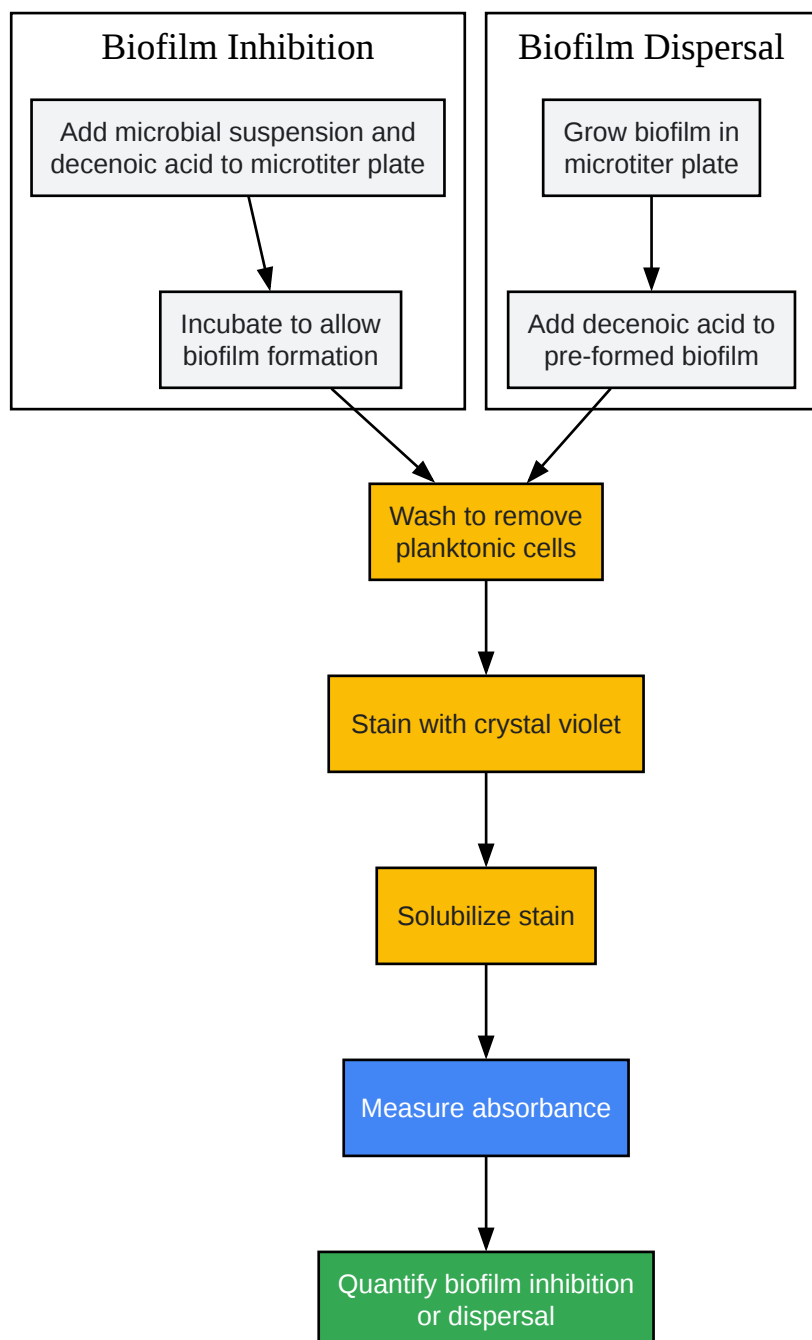 Biofilm Inhibition
Add microbial suspension and
decenoic acid to microtiter plate
Incubate to allow
biofilm formation
Biofilm Dispersal
Grow biofilm in
microtiter plate
Add decenoic acid to
pre-formed biofilm
Wash to remove
planktonic cells
Stain with crystal violet
Solubilize stain
Measure absorbance
Quantify biofilm inhibition
or dispersal